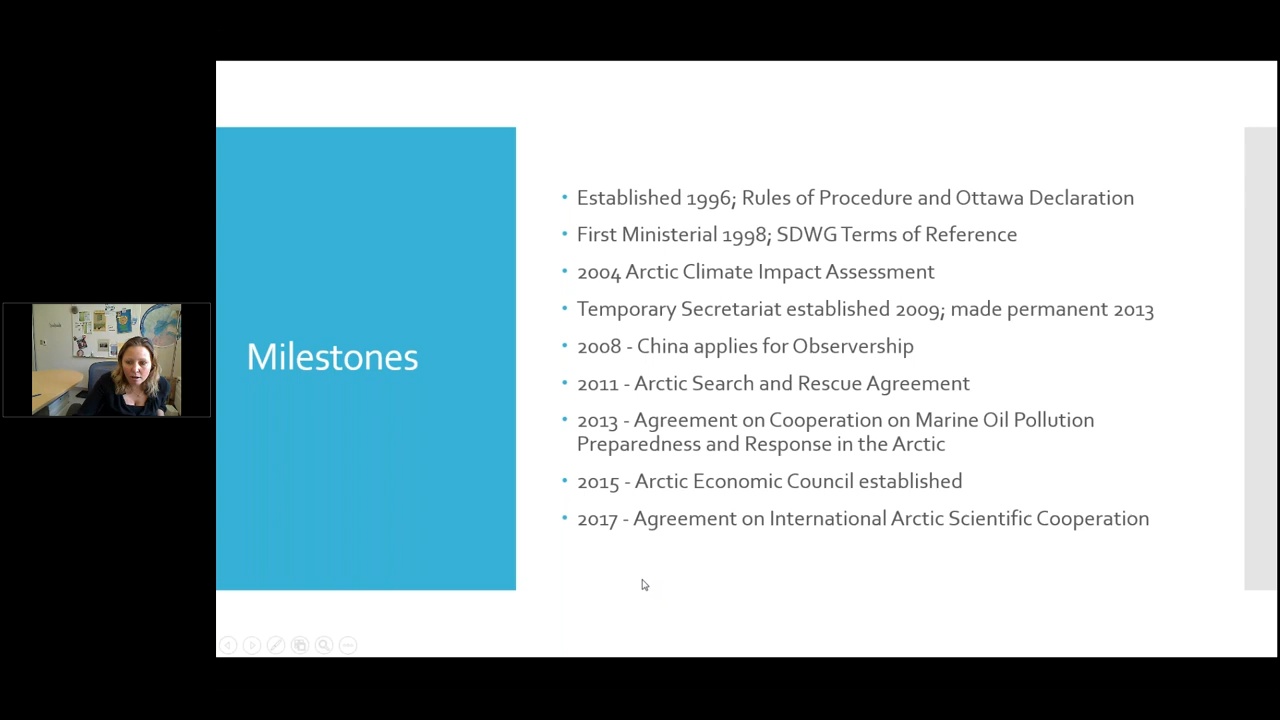 Milestones
Established 1996; Rules of Procedure and Ottawa Declaration
First Ministerial 1998; SDWG Terms of Reference
2004 Arctic Climate Impact Assessment
Temporary Secretariat established 2009; made permanent 2013
2008 - China applies for Observership
2011 - Arctic Search and Rescue Agreement
2013 - Agreement on Cooperation on Marine Oil Pollution
Preparedness and Response in the Arctic
2015 - Arctic Economic Council established
2017 - Agreement on International Arctic Scientific Cooperation